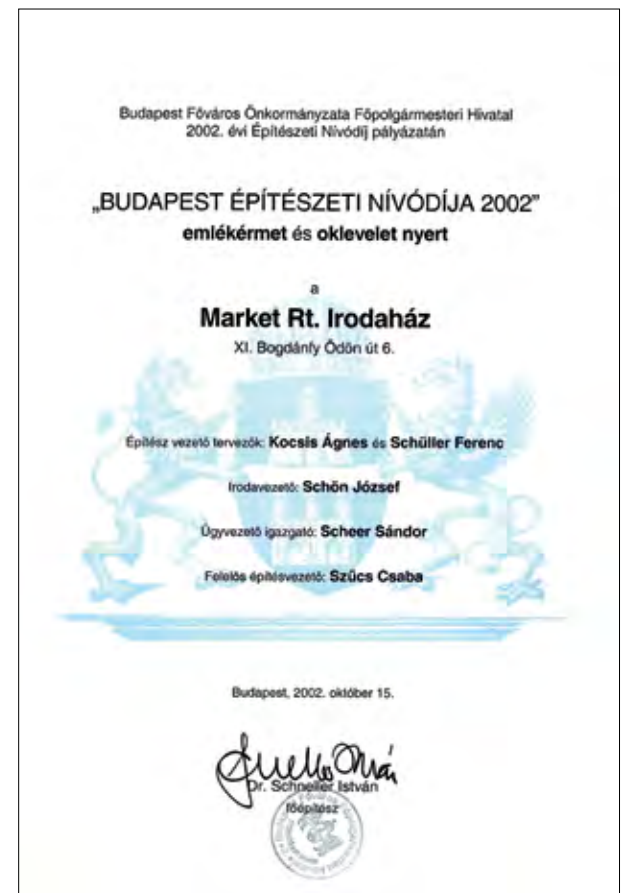 Budapest Főváros Önkormányzata Főpolgármesteri Hivatal
2002. évi Építészeti Nívódíj pályázatán
„BUDAPEST ÉPÍTÉSZETI NÍVÓDÍJA 2002”
emlékérmet és oklevelet nyert
a
Market Rt. Irodaház
XI. Bogdánfy Ödön út 6.
Építész vezető tervezők: Kocsis Ágnes és Schüller Ferenc
Irodavezető: Schön József
Ügyvezető igazgató: Scheer Sándor
Felelős építésvezető: Szűcs Csaba
Budapest, 2002. október 15.
Dr. Schneller István
főépítész